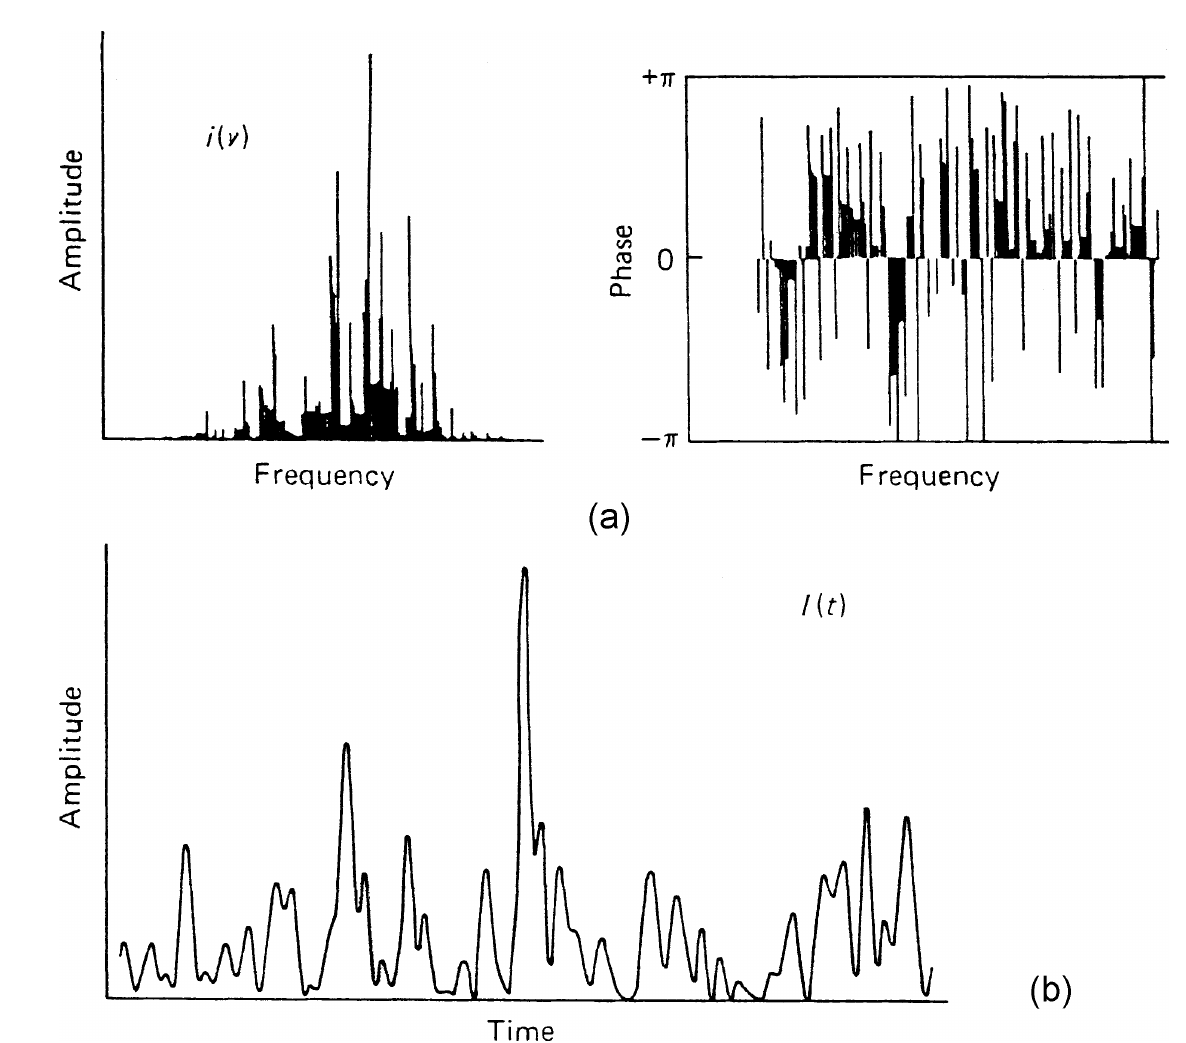 i(ν)
Amplitude
Frequency
+π
0
−π
Phase
Frequency
(a)
I(t)
Amplitude
Time
(b)